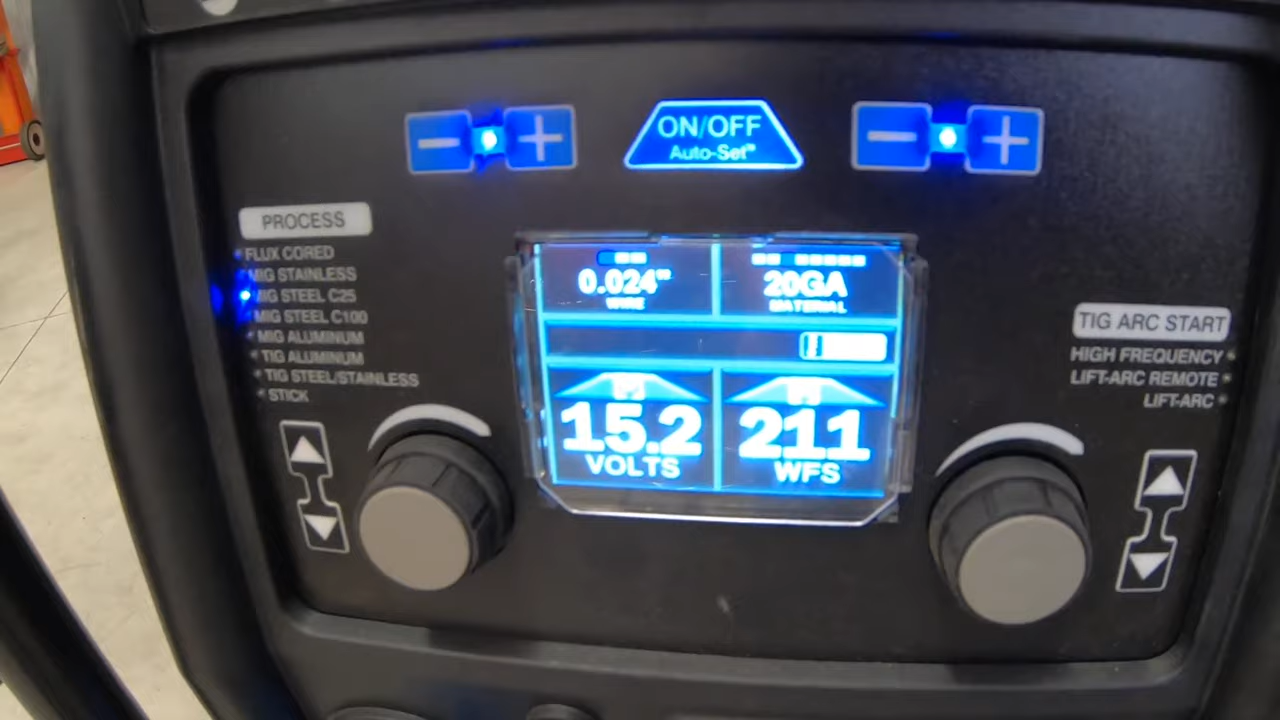 ON/OFF
Auto-Set™
PROCESS
FLUX CORED
MIG STAINLESS
MIG STEEL C25
MIG STEEL C100
MIG ALUMINUM
TIG ALUMINUM
TIG STEEL/STAINLESS
STICK
0.024"
WIRE
20GA
MATERIAL
15.2
VOLTS
211
WFS
TIG ARC START
HIGH FREQUENCY
LIFT-ARC REMOTE
LIFT-ARC